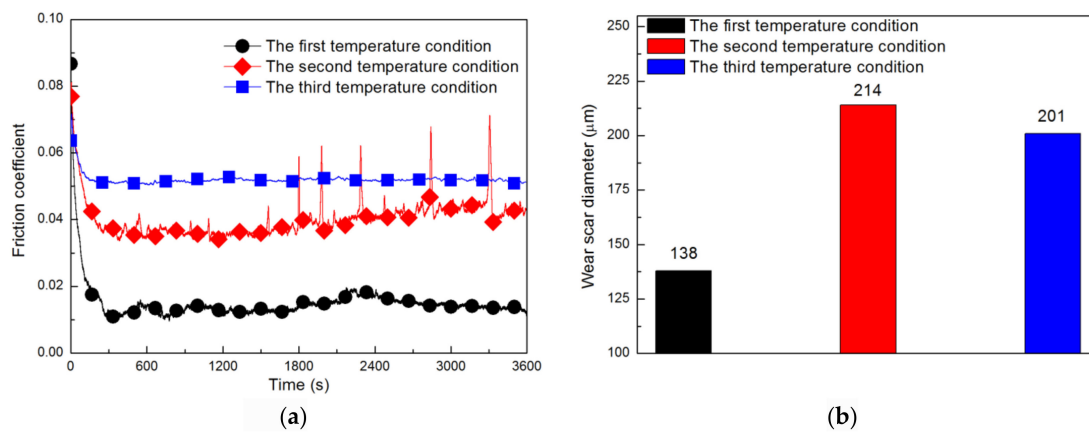 0.10
0.08
0.06
0.04
0.02
0.00
Friction coefficient
The first temperature condition
The second temperature condition
The third temperature condition
0 600 1200 1800 2400 3000 3600
Time (s)
(a)
250
225
200
175
150
125
100
Wear scar diameter (μm)
The first temperature condition
The second temperature condition
The third temperature condition
138
214
201
(b)